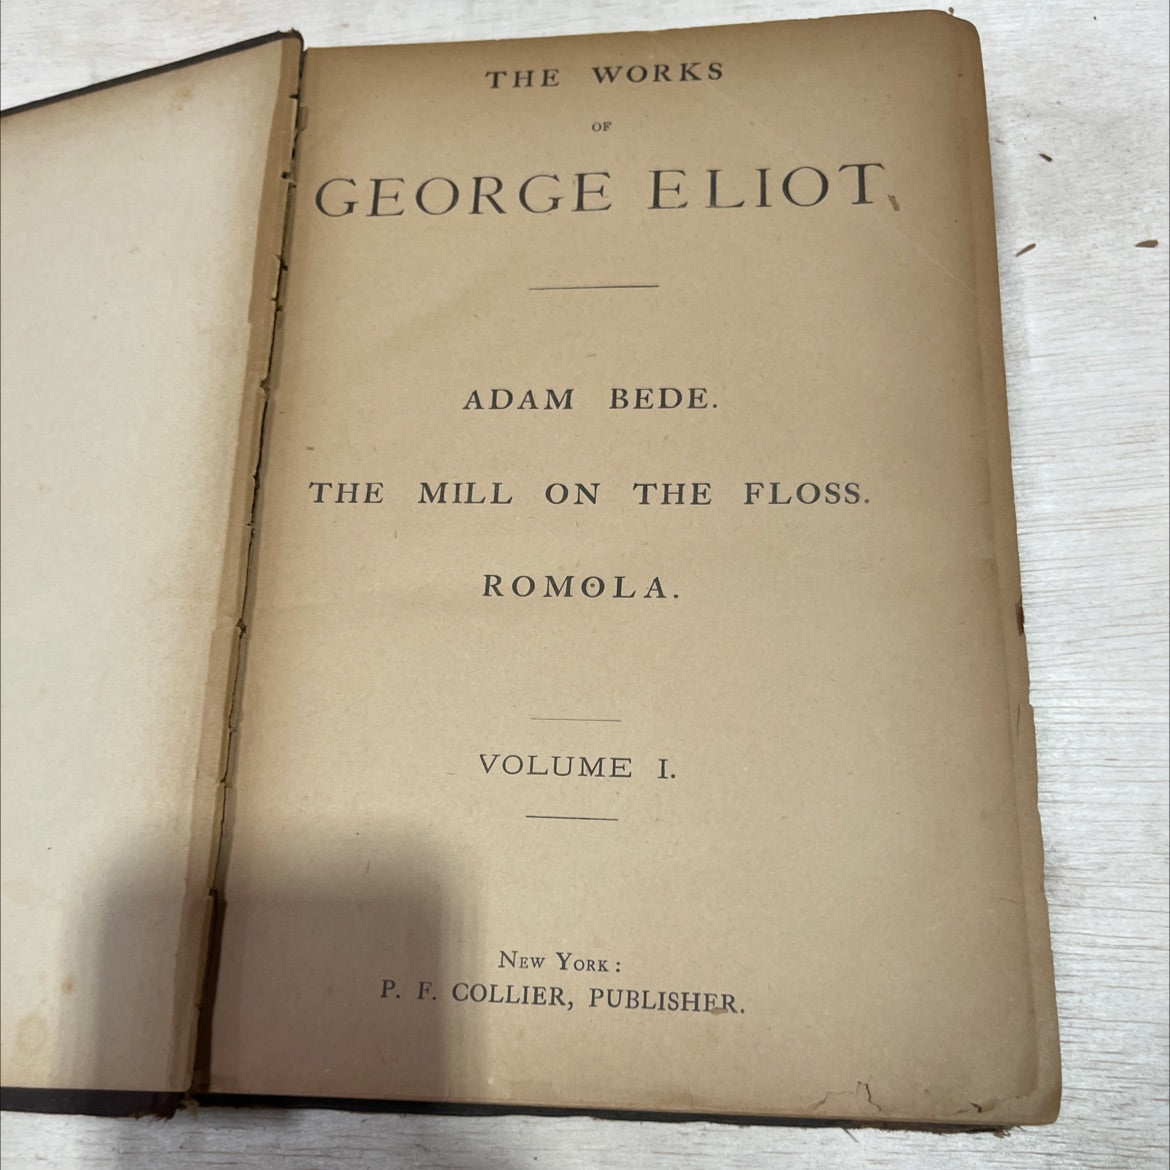 THE WORKS
OF
GEORGE ELIOT.
ADAM BEDE.
THE MILL ON THE FLOSS.
ROMOLA.
VOLUME I.
NEW YORK:
P. F. COLLIER, PUBLISHER.